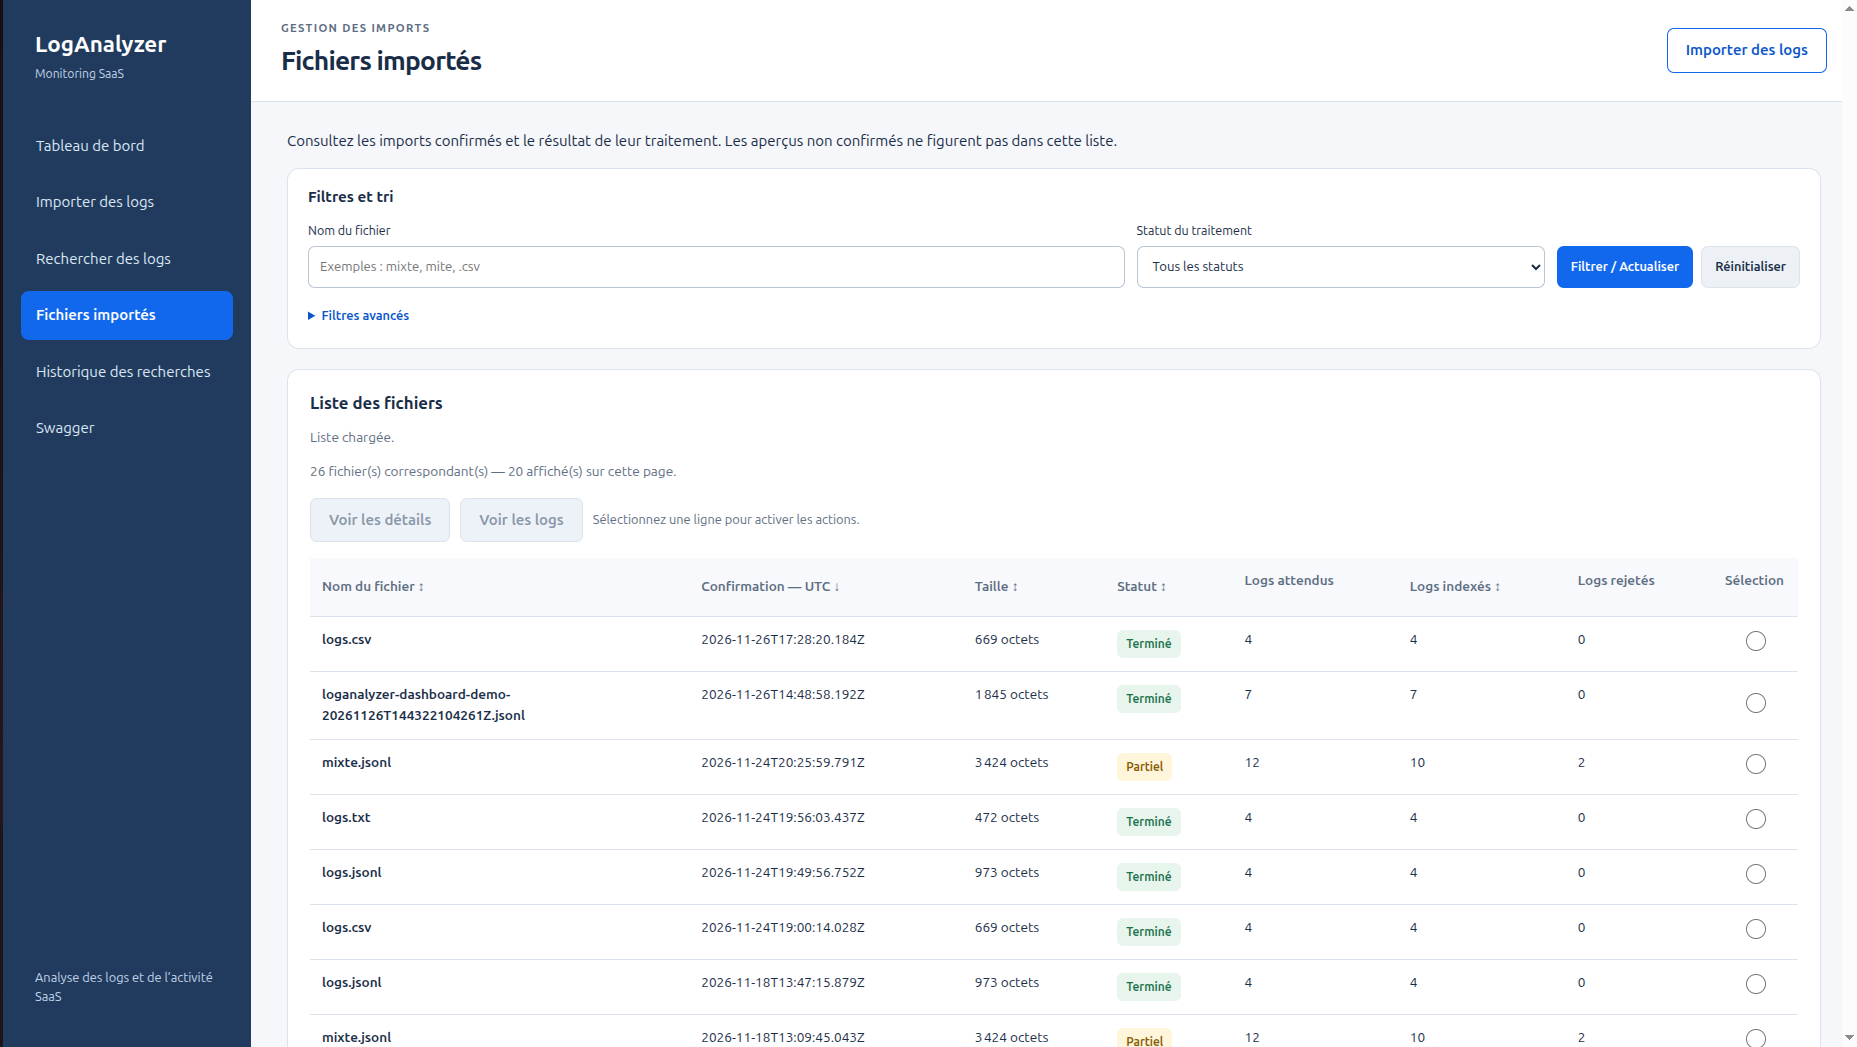 LogAnalyzer
Monitoring SaaS
Tableau de bord
Importer des logs
Rechercher des logs
Fichiers importés
Historique des recherches
Swagger
Analyse des logs et de l'activité
SaaS
GESTION DES IMPORTS
Fichiers importés
Importer des logs
Consultez les imports confirmés et le résultat de leur traitement. Les aperçus non confirmés ne figurent pas dans cette liste.
Filtres et tri
Nom du fichier
Statut du traitement
Exemples : mixte, mite, .csv
Tous les statuts
Filtrer / Actualiser
Réinitialiser
▶ Filtres avancés
Liste des fichiers
Liste chargée.
26 fichier(s) correspondant(s) — 20 affiché(s) sur cette page.
Voir les détails
Voir les logs
Sélectionnez une ligne pour activer les actions.
Nom du fichier ↕ Confirmation — UTC ↓ Taille ↕ Statut ↕ Logs attendus Logs indexés ↕ Logs rejetés Sélection
logs.csv 2026-11-26T17:28:20.184Z 669 octets Terminé 4 4 0
loganalyzer-dashboard-demo- 2026-11-26T14:48:58.192Z 1 845 octets Terminé 7 7 0
20261126T144322104261Z.jsonl
mixte.jsonl 2026-11-24T20:25:59.791Z 3 424 octets Partiel 12 10 2
logs.txt 2026-11-24T19:56:03.437Z 472 octets Terminé 4 4 0
logs.jsonl 2026-11-24T19:49:56.752Z 973 octets Terminé 4 4 0
logs.csv 2026-11-24T19:00:14.028Z 669 octets Terminé 4 4 0
logs.jsonl 2026-11-18T13:47:15.879Z 973 octets Terminé 4 4 0
mixte.jsonl 2026-11-18T13:09:45.043Z 3 424 octets Partiel 12 10 2